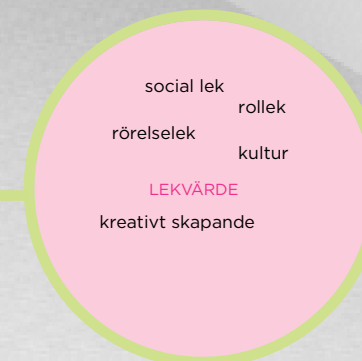 social lek
rollek
rörelselek
kultur
LEKVÄRDE
kreativt skapande